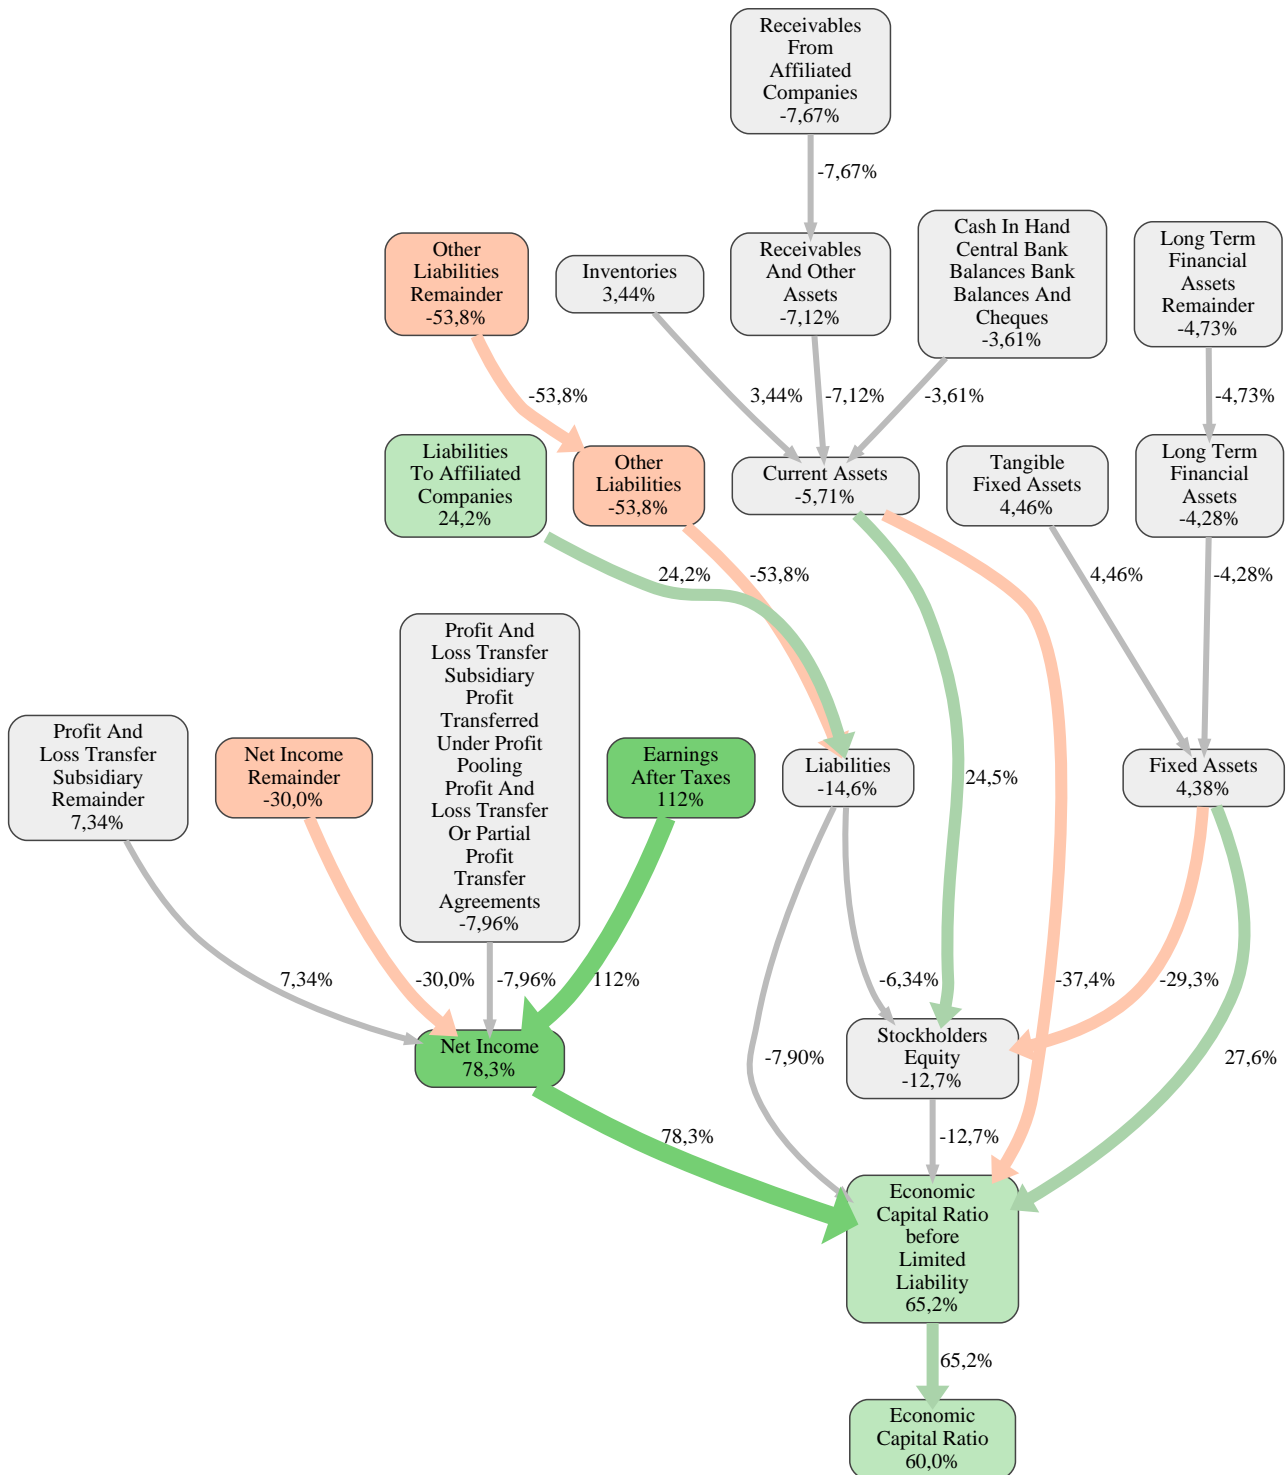 Receivables
From
Affiliated
Companies
-7,67%
-7,67%
Other
Liabilities
Remainder
-53,8%
Inventories
3,44%
Receivables
And Other
Assets
-7,12%
Cash In Hand
Central Bank
Balances Bank
Balances And
Cheques
-3,61%
Long Term
Financial
Assets
Remainder
-4,73%
-53,8%
3,44%
-7,12%
-3,61%
-4,73%
Liabilities
To Affiliated
Companies
24,2%
Other
Liabilities
-53,8%
Current Assets
-5,71%
Tangible
Fixed Assets
4,46%
Long Term
Financial
Assets
-4,28%
24,2%
-53,8%
4,46%
-4,28%
Profit And
Loss Transfer
Subsidiary
Remainder
7,34%
Net Income
Remainder
-30,0%
Profit And
Loss Transfer
Subsidiary
Profit
Transferred
Under Profit
Pooling
Profit And
Loss Transfer
Or Partial
Profit
Transfer
Agreements
-7,96%
Earnings
After Taxes
112%
Liabilities
-14,6%
24,5%
Fixed Assets
4,38%
7,34%
-30,0%
-7,96%
112%
-6,34%
-37,4%
-29,3%
Net Income
78,3%
-7,90%
Stockholders
Equity
-12,7%
27,6%
78,3%
-12,7%
Economic
Capital Ratio
before
Limited
Liability
65,2%
65,2%
Economic
Capital Ratio
60,0%